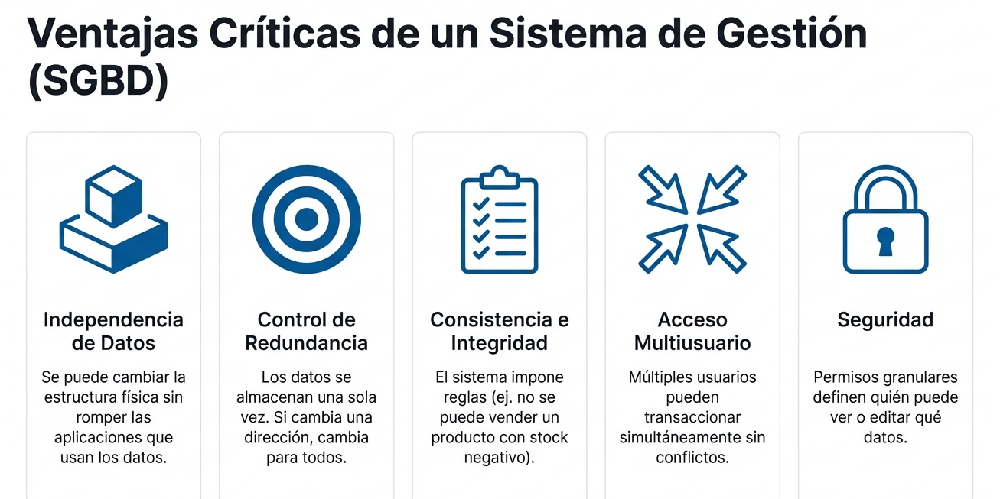 Ventajas Críticas de un Sistema de Gestión
(SGBD)
Independencia
de Datos
Se puede cambiar la
estructura física sin
romper las
aplicaciones que
usan los datos.
Control de
Redundancia
Los datos se
almacenan una sola
vez. Si cambia una
dirección, cambia
para todos.
Consistencia e
Integridad
El sistema impone
reglas (ej. no se
puede vender un
producto con stock
negativo).
Acceso
Multiusuario
Múltiples usuarios
pueden
transaccionar
simultáneamente sin
conflictos.
Seguridad
Permisos granulares
definen quién puede
ver o editar qué
datos.